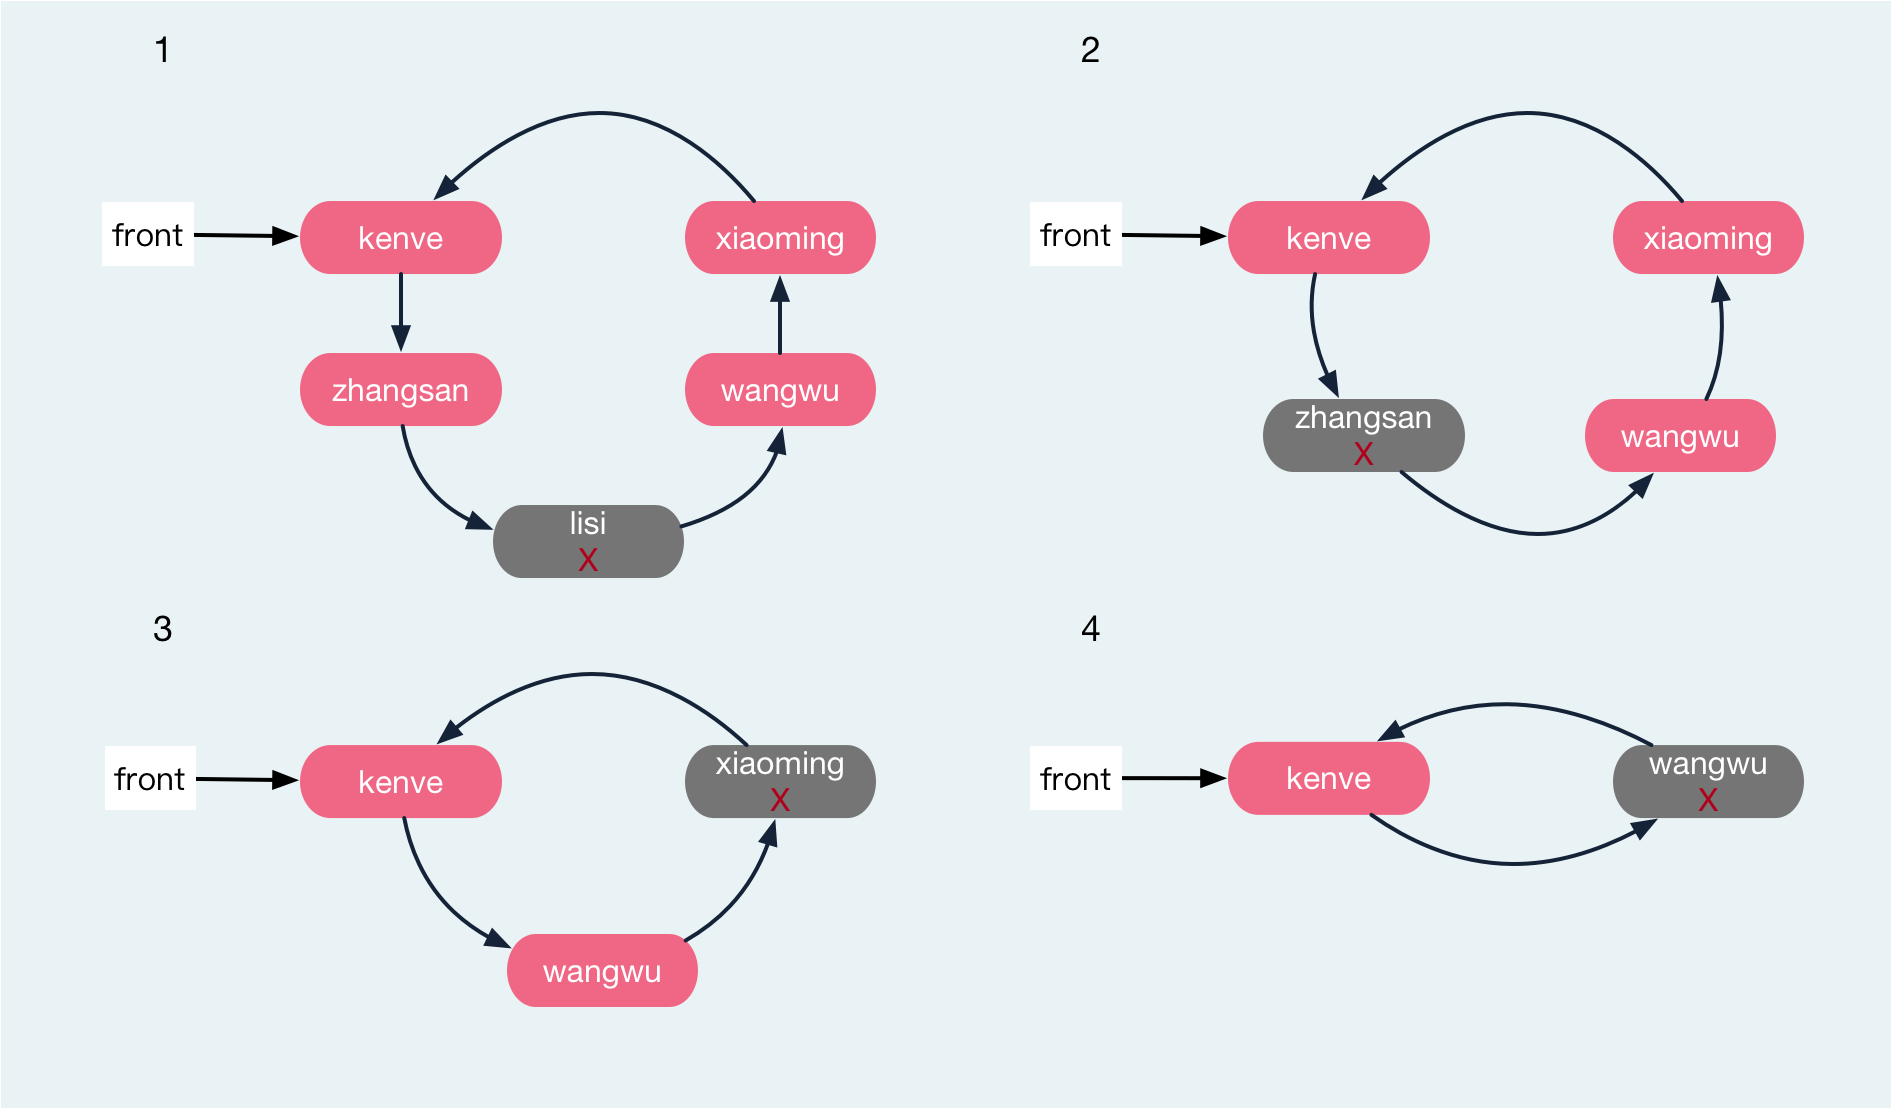 1
front
kenve
xiaoming
zhangsan
wangwu
lisi
X
2
front
kenve
xiaoming
zhangsan
X
wangwu
3
front
kenve
xiaoming
X
wangwu
4
front
kenve
wangwu
X